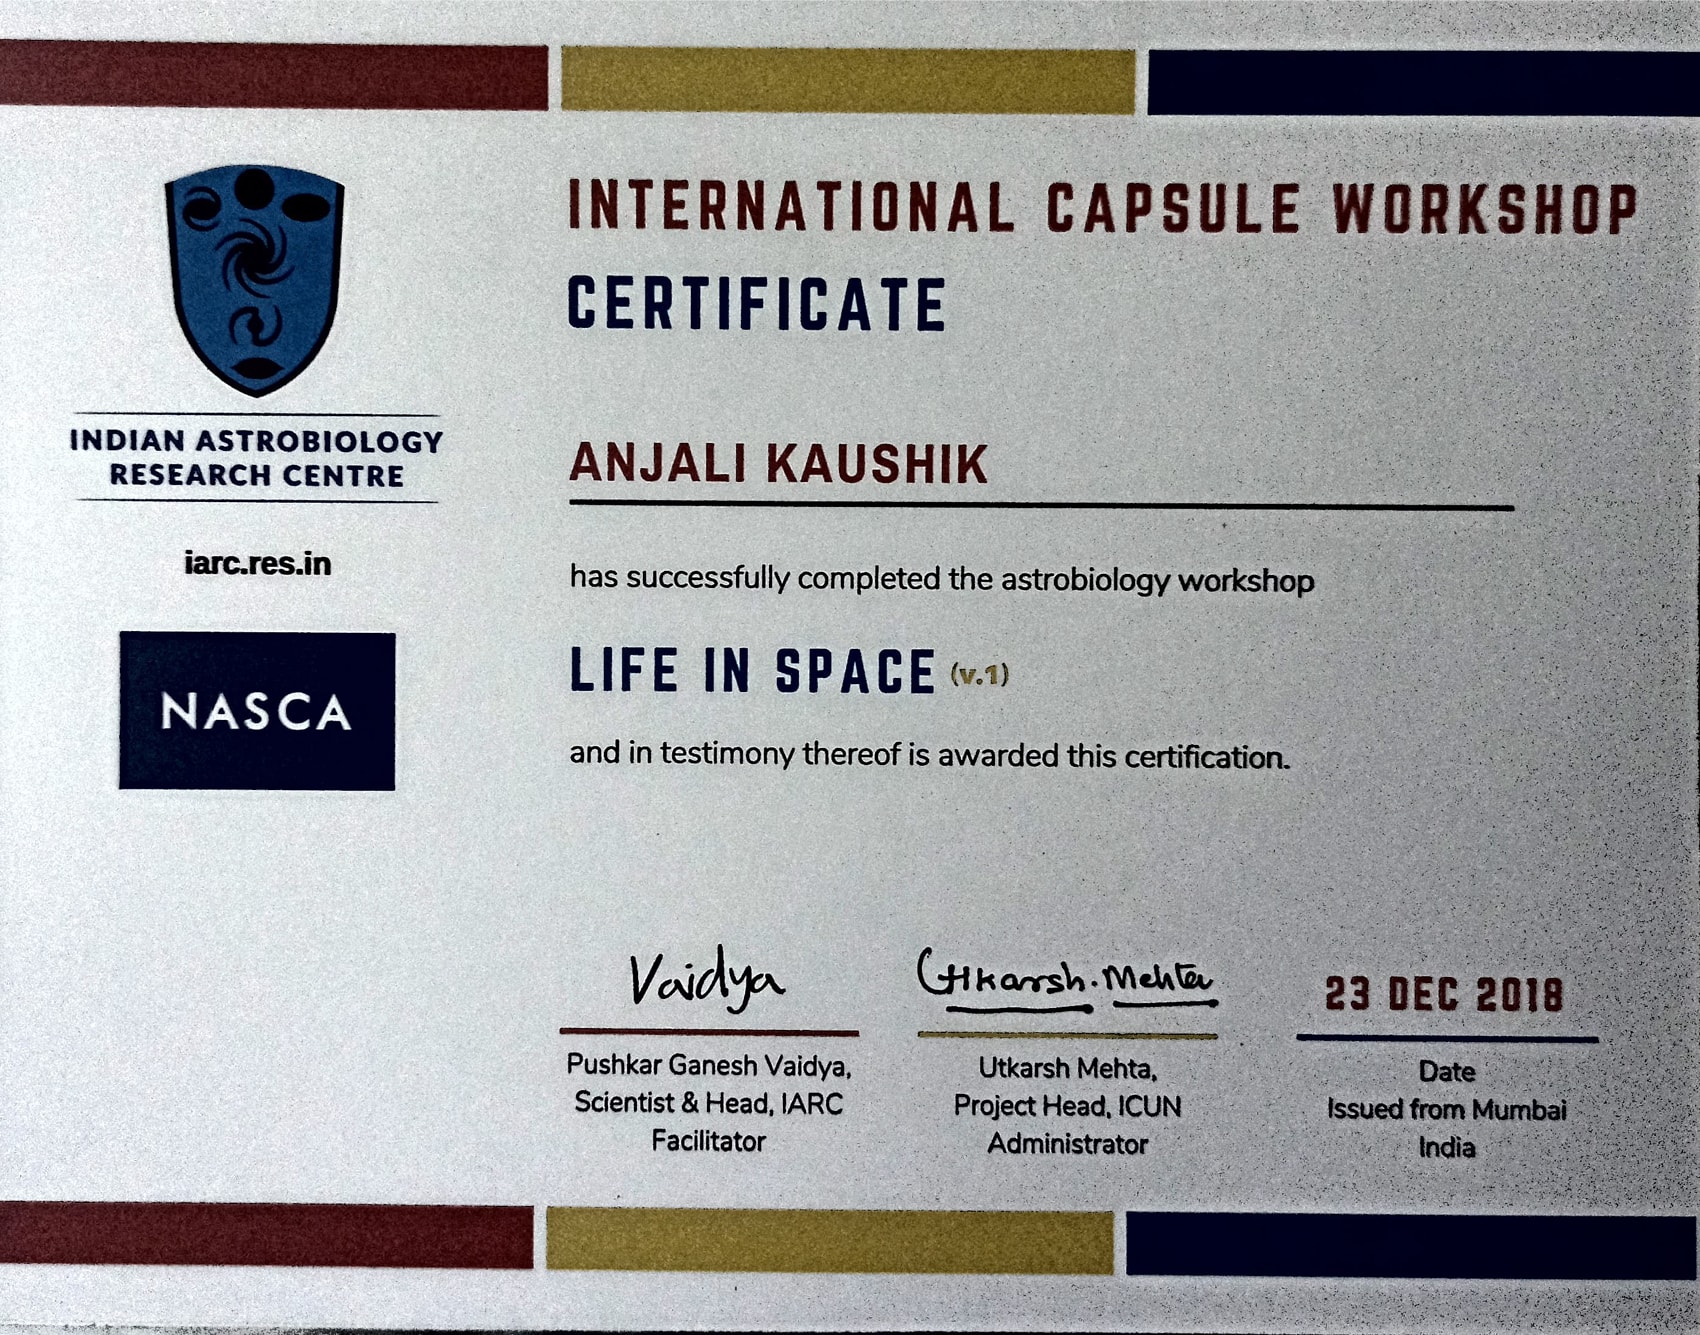 INTERNATIONAL CAPSULE WORKSHOP
CERTIFICATE
INDIAN ASTROBIOLOGY
RESEARCH CENTRE
iarc.res.in
NASCA
ANJALI KAUSHIK
has successfully completed the astrobiology workshop
LIFE IN SPACE (v.1)
and in testimony thereof is awarded this certification.
Vaidya
Pushkar Ganesh Vaidya,
Scientist & Head, IARC
Facilitator
Utkarsh. Mehta
Utkarsh Mehta,
Project Head, ICUN
Administrator
23 DEC 2018
Date
Issued from Mumbai
India